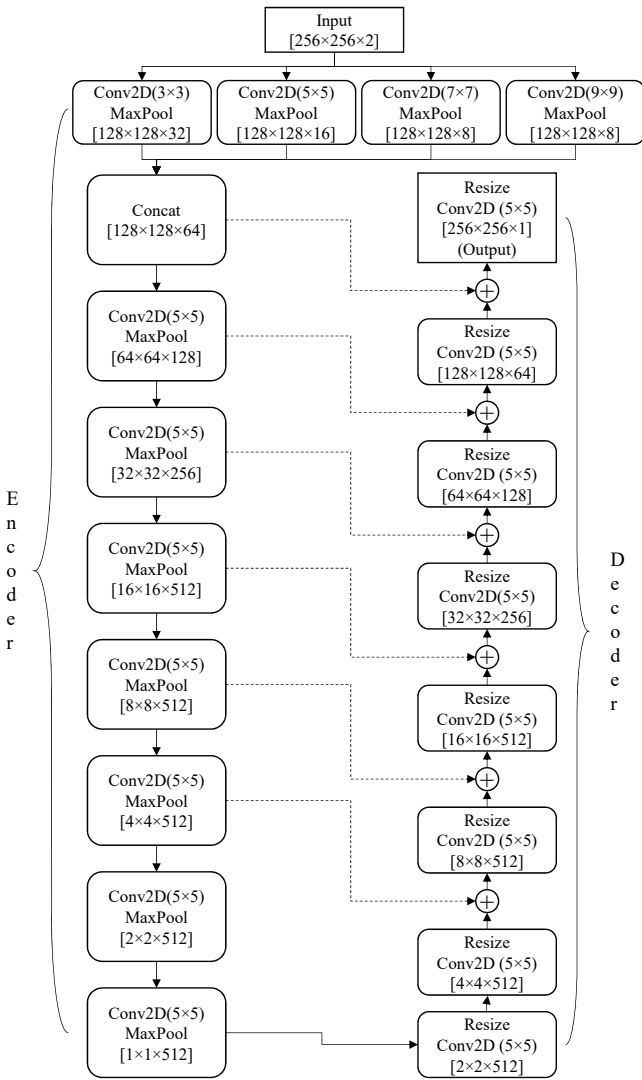 Input
[256×256×2]
Conv2D(3×3)
MaxPool
[128×128×32]
Conv2D(5×5)
MaxPool
[128×128×16]
Conv2D(7×7)
MaxPool
[128×128×8]
Conv2D(9×9)
MaxPool
[128×128×8]
Concat
[128×128×64]
Conv2D(5×5)
MaxPool
[64×64×128]
Conv2D(5×5)
MaxPool
[32×32×256]
Conv2D(5×5)
MaxPool
[16×16×512]
Conv2D(5×5)
MaxPool
[8×8×512]
Conv2D(5×5)
MaxPool
[4×4×512]
Conv2D(5×5)
MaxPool
[2×2×512]
Conv2D(5×5)
MaxPool
[1×1×512]
Resize
Conv2D (5×5)
[256×256×1]
(Output)
Resize
Conv2D (5×5)
[128×128×64]
Resize
Conv2D (5×5)
[64×64×128]
Resize
Conv2D(5×5)
[32×32×256]
Resize
Conv2D (5×5)
[16×16×512]
Resize
Conv2D (5×5)
[8×8×512]
Resize
Conv2D (5×5)
[4×4×512]
Resize
Conv2D (5×5)
[2×2×512]
Encoder
Decoder